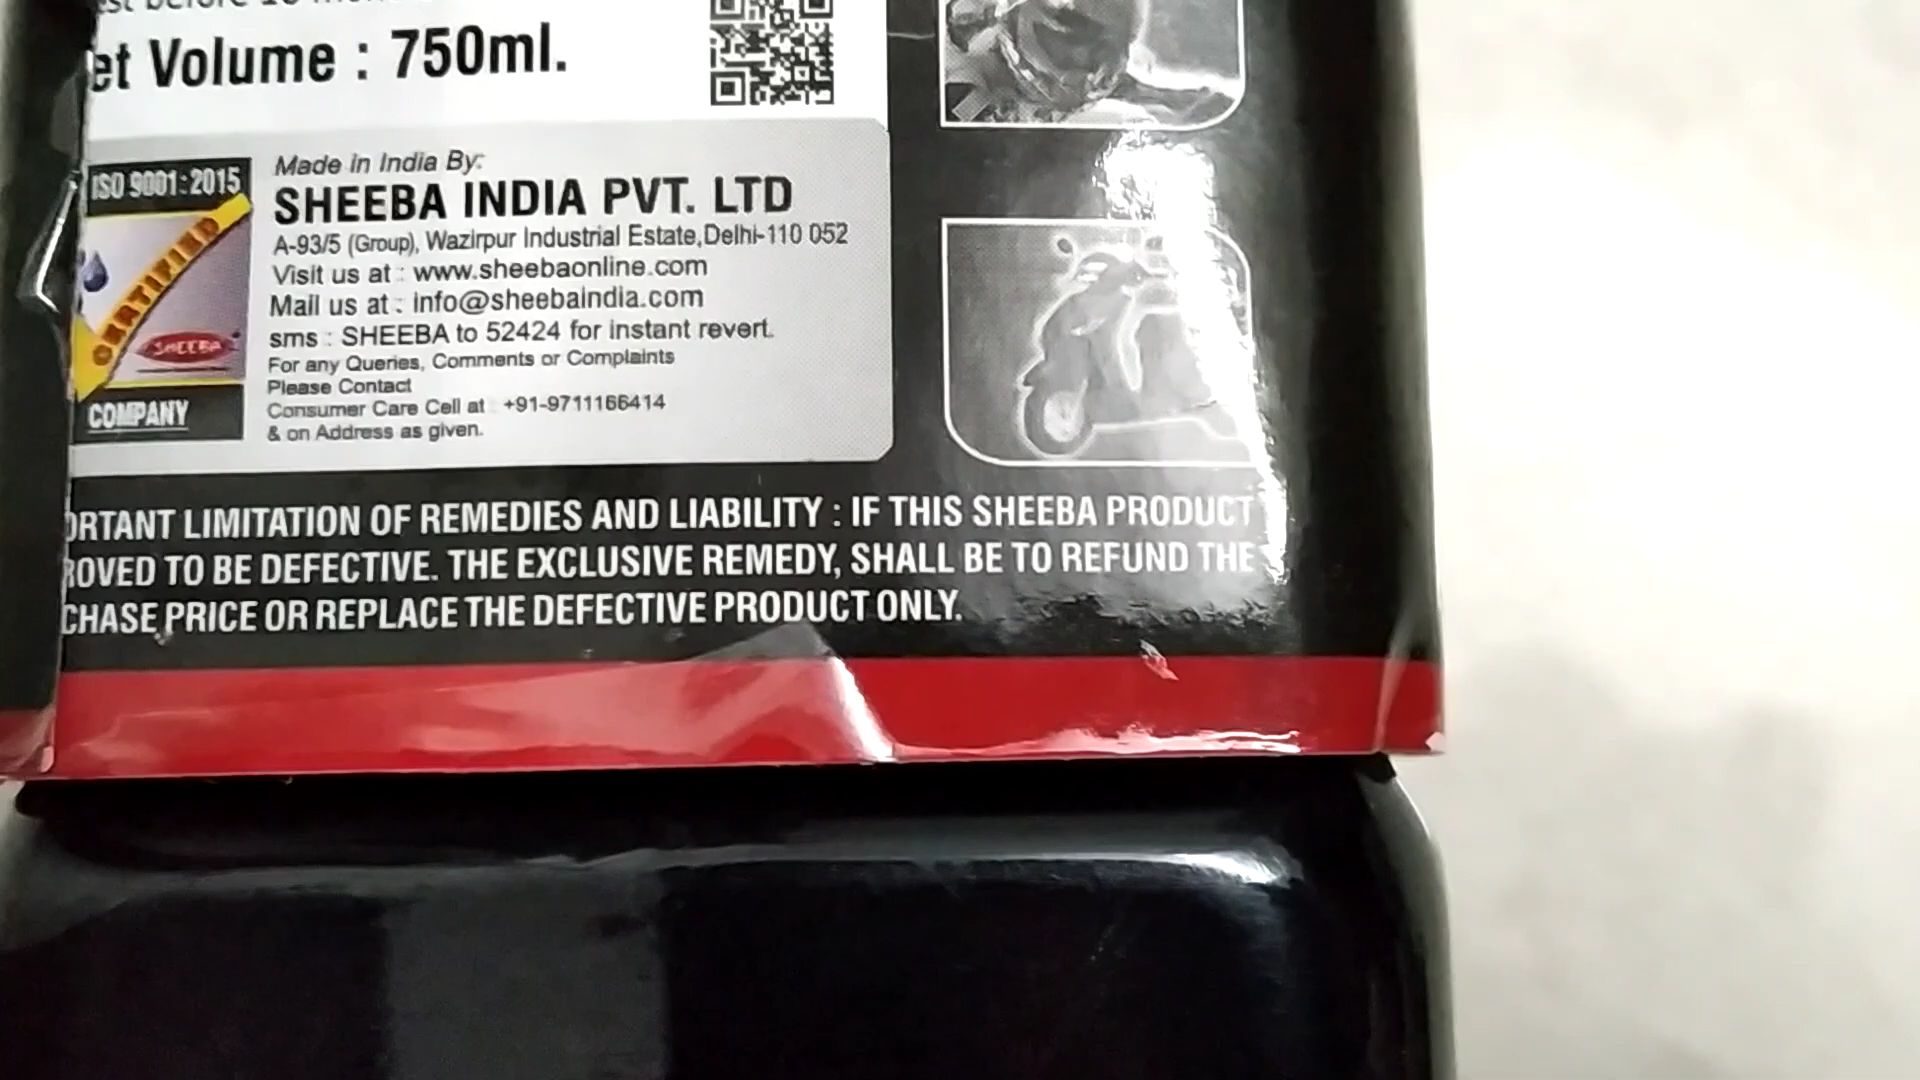 before 18
et Volume : 750ml.
ISO 9001:2015
CERTIFIED
SHEEBA
COMPANY
Made in India By:
SHEEBA INDIA PVT. LTD
A-93/5 (Group), Wazirpur Industrial Estate,Delhi-110 052
Visit us at : www.sheebaonline.com
Mail us at : info@sheebaindia.com
sms : SHEEBA to 52424 for instant revert.
For any Queries, Comments or Complaints
Please Contact
Consumer Care Cell at : +91-9711166414
& on Address as given.
ORTANT LIMITATION OF REMEDIES AND LIABILITY : IF THIS SHEEBA PRODUCT
ROVED TO BE DEFECTIVE. THE EXCLUSIVE REMEDY, SHALL BE TO REFUND THE
CHASE PRICE OR REPLACE THE DEFECTIVE PRODUCT ONLY.